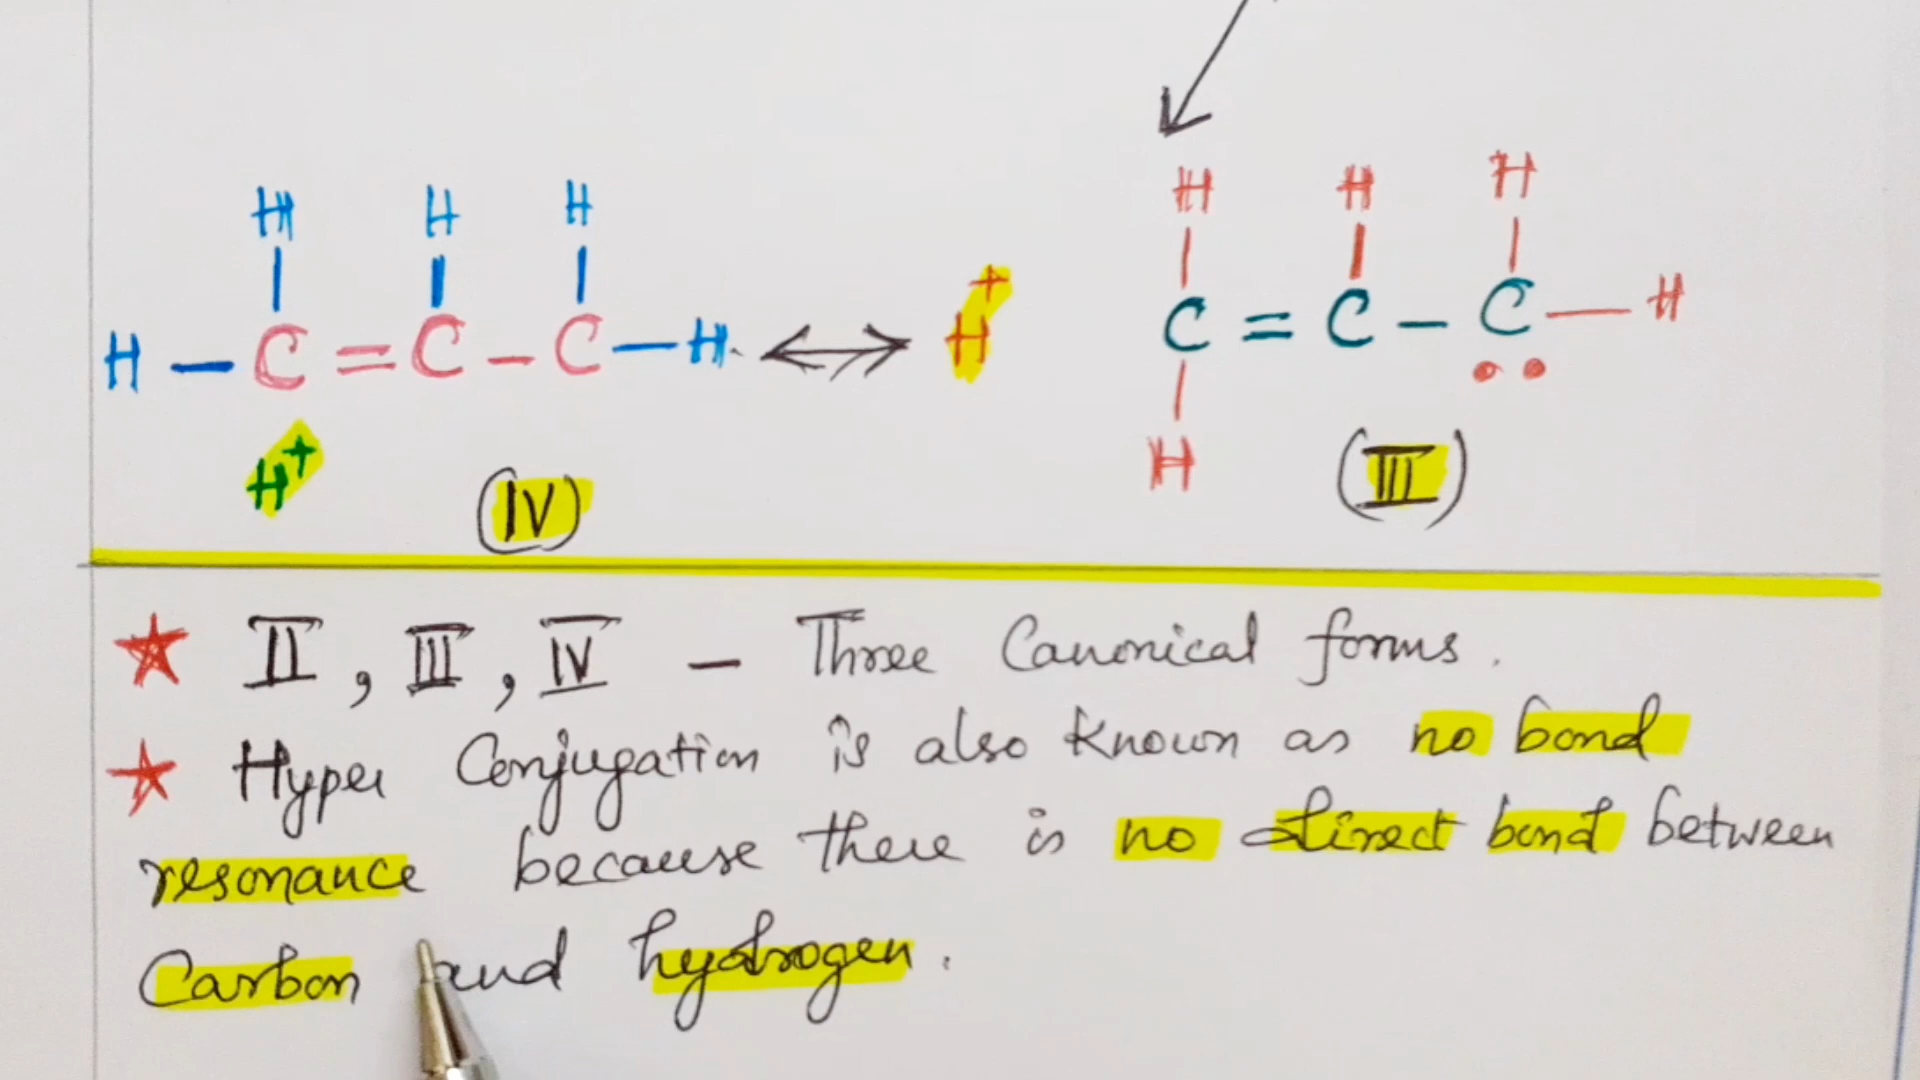 H H H H H H
H – C = C – C – H ⟷ H⁺ C = C – C – H
••
H⁺ H
(IV) (III)
★ II, III, IV – Three Canonical forms.
★ Hyper Conjugation is also known as no bond
resonance because there is no direct bond between
Carbon and hydrogen.